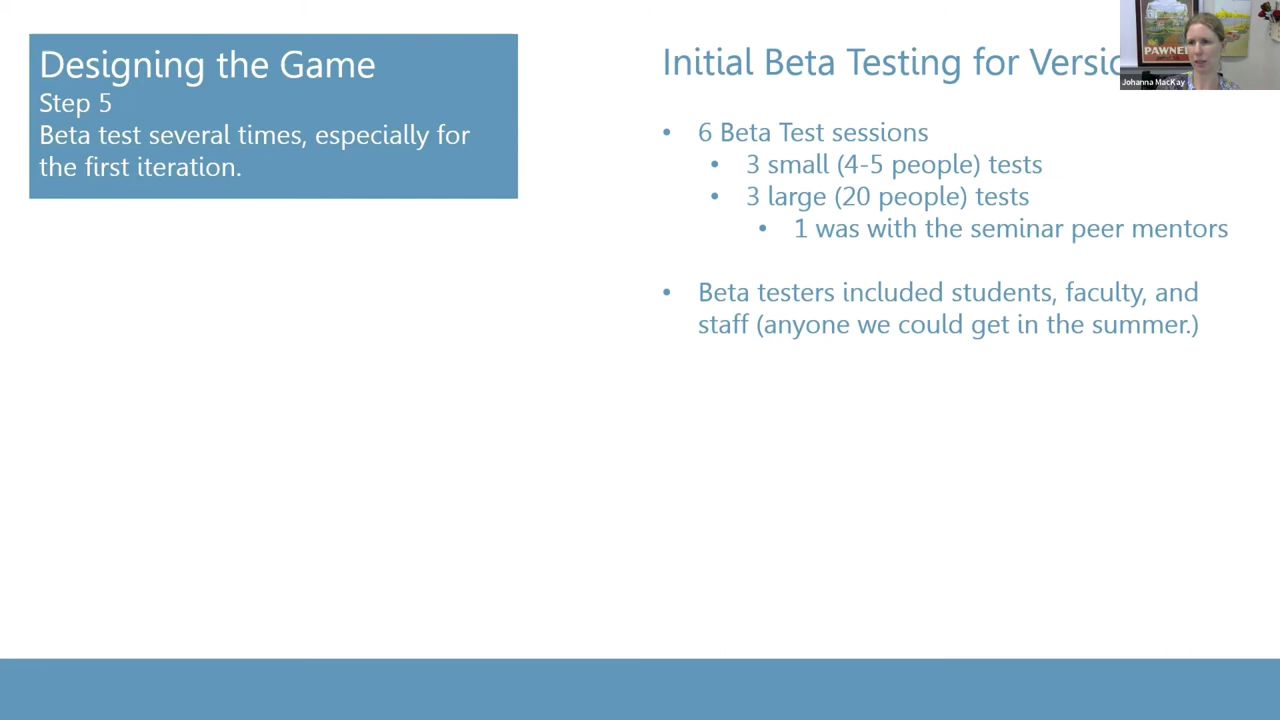 Designing the Game
Step 5
Beta test several times, especially for
the first iteration.
Initial Beta Testing for
• 6 Beta Test sessions
• 3 small (4-5 people) tests
• 3 large (20 people) tests
• 1 was with the seminar peer mentors
• Beta testers included students, faculty, and
staff (anyone we could get in the summer.)
Johanna MacKay